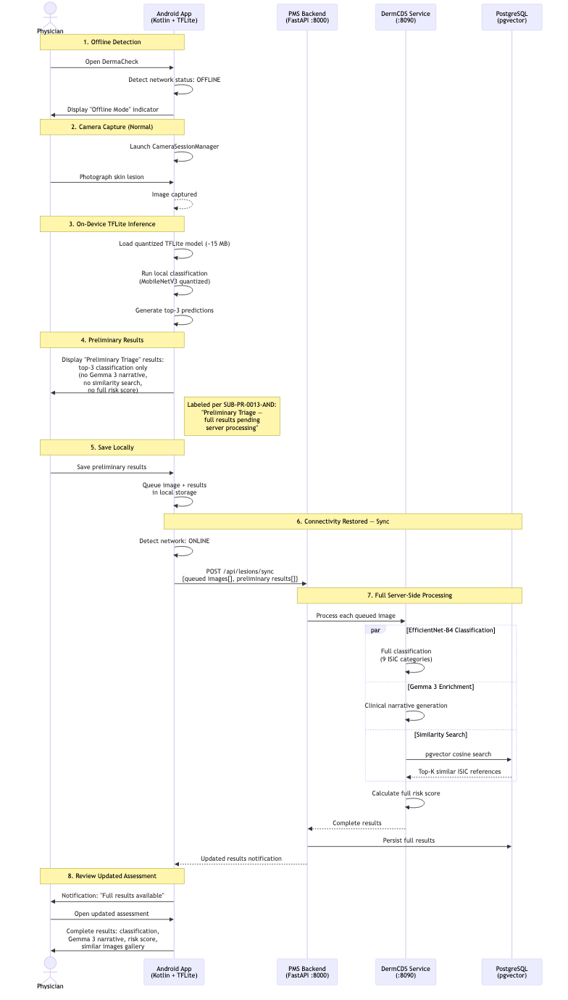 Physician
Android App
(Kotlin + TFLite)
PMS Backend
(FastAPI :8000)
DermCDS Service
(:8090)
PostgreSQL
(pgvector)
1. Offline Detection
Open DermaCheck
Detect network status: OFFLINE
Display "Offline Mode" indicator
2. Camera Capture (Normal)
Launch CameraSessionManager
Photograph skin lesion
Image captured
3. On-Device TFLite Inference
Load quantized TFLite model (~15 MB)
Run local classification
(MobileNetV3 quantized)
Generate top-3 predictions
4. Preliminary Results
Display "Preliminary Triage" results:
top-3 classification only
(no Gemma 3 narrative,
no similarity search,
no full risk score)
Labeled per SUB-PR-0013-AND:
"Preliminary Triage —
full results pending
server processing"
5. Save Locally
Save preliminary results
Queue image + results
in local storage
6. Connectivity Restored — Sync
Detect network: ONLINE
POST /api/lesions/sync
{queued images[], preliminary results[]}
7. Full Server-Side Processing
Process each queued image
par
[EfficientNet-B4 Classification]
Full classification
(9 ISIC categories)
[Gemma 3 Enrichment]
Clinical narrative generation
[Similarity Search]
pgvector cosine search
Top-K similar ISIC references
Calculate full risk score
Complete results
Persist full results
Updated results notification
8. Review Updated Assessment
Notification: "Full results available"
Open updated assessment
Complete results: classification,
Gemma 3 narrative, risk score,
similar images gallery
Physician
Android App
(Kotlin + TFLite)
PMS Backend
(FastAPI :8000)
DermCDS Service
(:8090)
PostgreSQL
(pgvector)